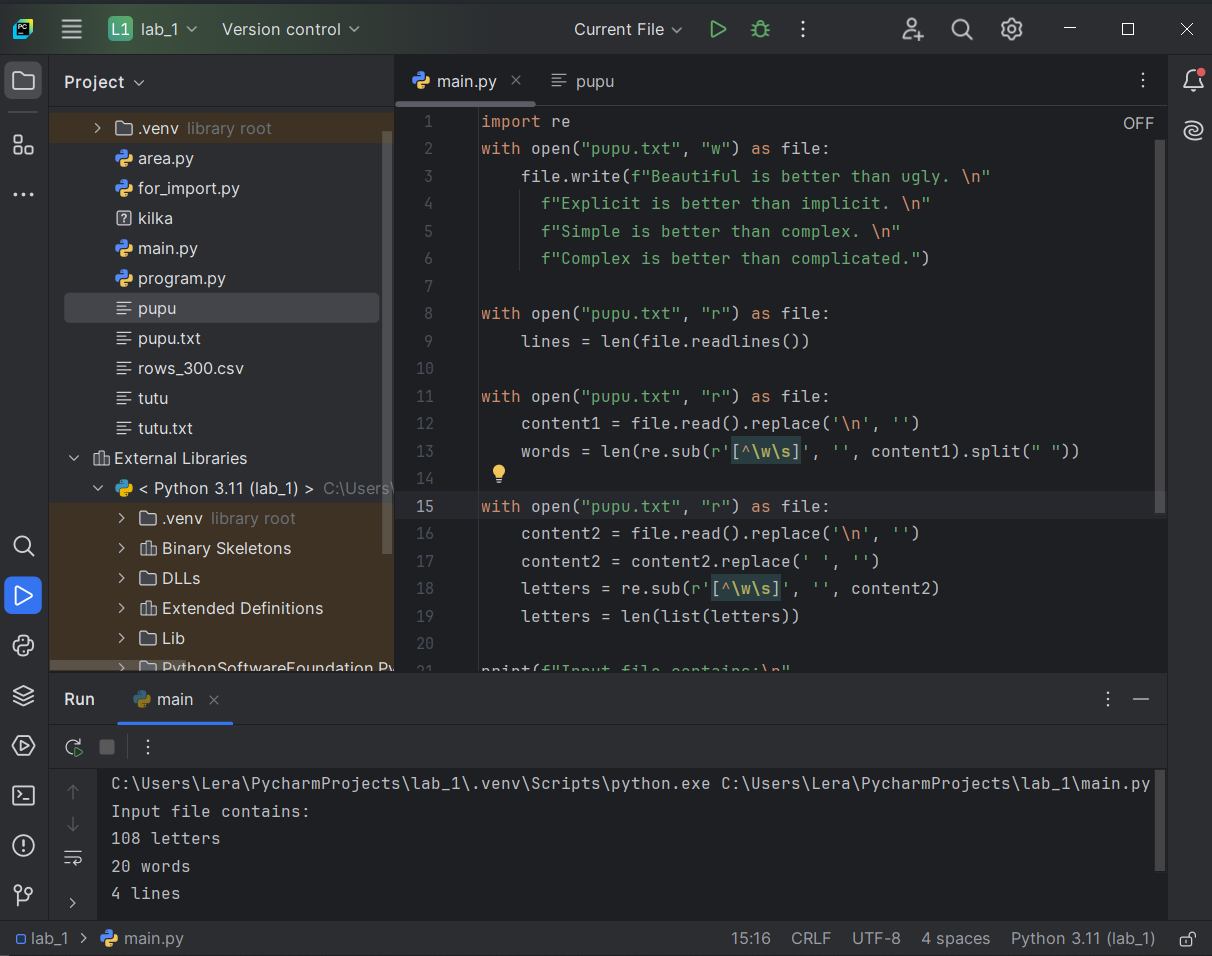 PC
L1 lab_1 Version control Current File
Project
.venv library root
area.py
for_import.py
kilka
main.py
program.py
pupu
pupu.txt
rows_300.csv
tutu
tutu.txt
External Libraries
< Python 3.11 (lab_1) > C:\Users\
.venv library root
Binary Skeletons
DLLs
Extended Definitions
Lib
PythonSoftwareFoundation.Py
main.py pupu
OFF
1 import re
2 with open("pupu.txt", "w") as file:
3     file.write(f"Beautiful is better than ugly. \n"
4       f"Explicit is better than implicit. \n"
5       f"Simple is better than complex. \n"
6       f"Complex is better than complicated.")
7
8 with open("pupu.txt", "r") as file:
9     lines = len(file.readlines())
10
11 with open("pupu.txt", "r") as file:
12     content1 = file.read().replace('\n', '')
13     words = len(re.sub(r'[^\w\s]', '', content1).split(" "))
14
15 with open("pupu.txt", "r") as file:
16     content2 = file.read().replace('\n', '')
17     content2 = content2.replace(' ', '')
18     letters = re.sub(r'[^\w\s]', '', content2)
19     letters = len(list(letters))
20
21 print(f"Input file contains:\n"
Run main
C:\Users\Lera\PycharmProjects\lab_1\.venv\Scripts\python.exe C:\Users\Lera\PycharmProjects\lab_1\main.py
Input file contains:
108 letters
20 words
4 lines
lab_1 > main.py 15:16 CRLF UTF-8 4 spaces Python 3.11 (lab_1)